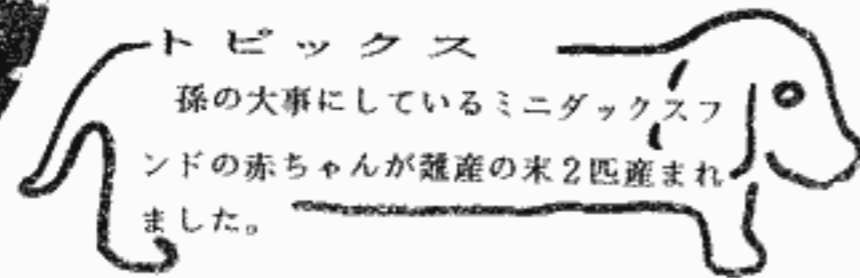 トピックス
孫の大事にしているミニダックスフ
ンドの赤ちゃんが難産の末2匹産まれ
ました。